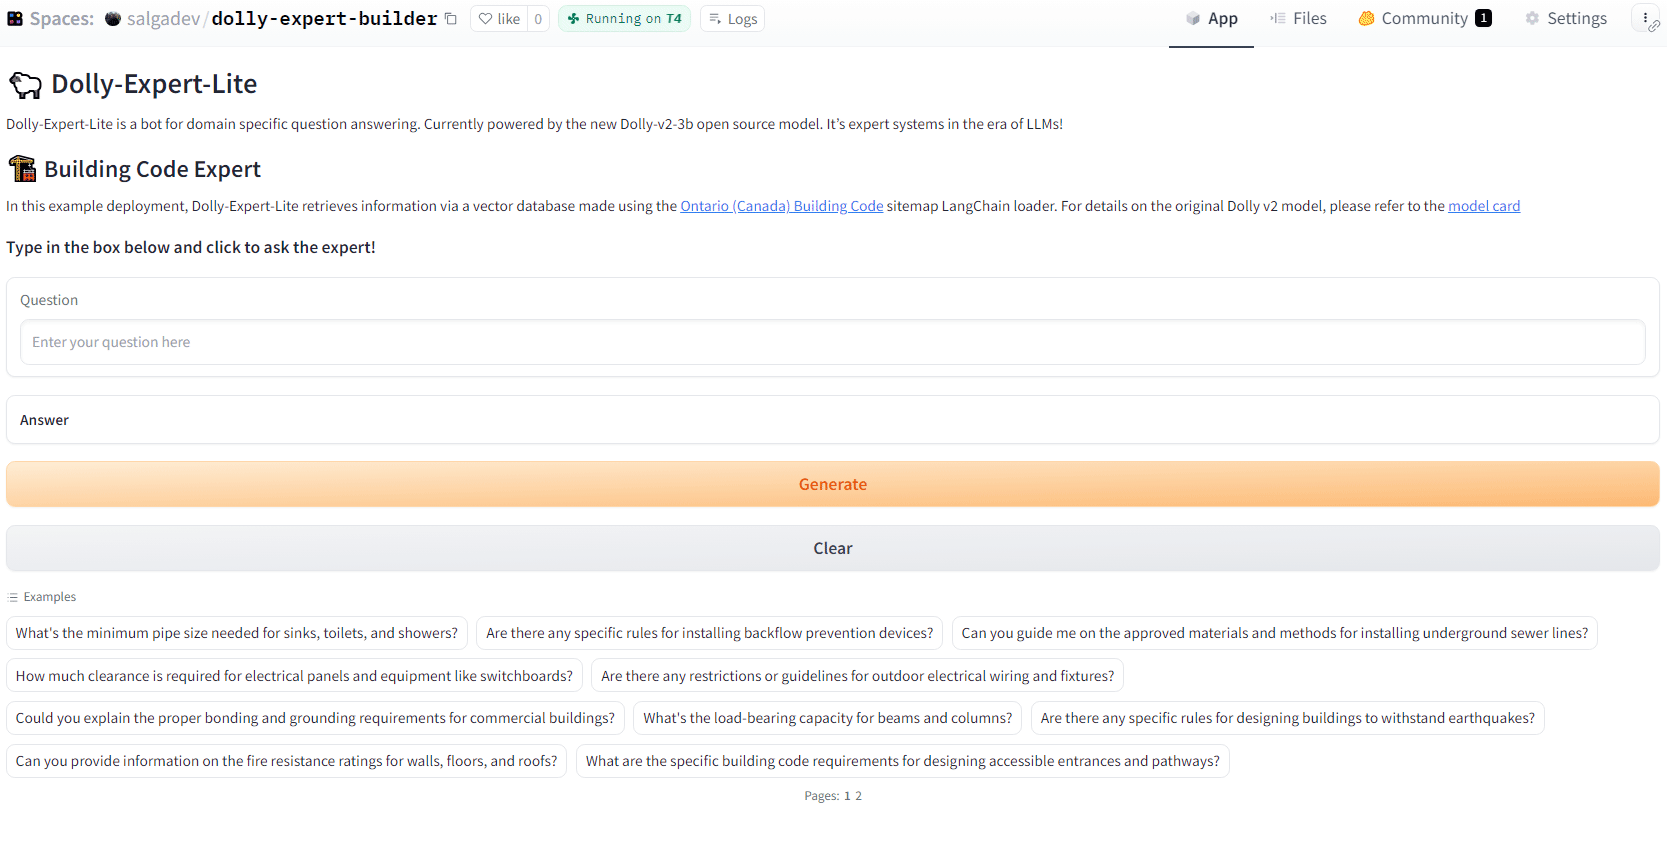 Spaces: salgadev/dolly-expert-builder like 0 Running on T4 Logs App Files Community 1 Settings
Dolly-Expert-Lite
Dolly-Expert-Lite is a bot for domain specific question answering. Currently powered by the new Dolly-v2-3b open source model. It’s expert systems in the era of LLMs!
Building Code Expert
In this example deployment, Dolly-Expert-Lite retrieves information via a vector database made using the Ontario (Canada) Building Code sitemap LangChain loader. For details on the original Dolly v2 model, please refer to the model card
Type in the box below and click to ask the expert!
Question
Enter your question here
Answer
Generate
Clear
Examples
What's the minimum pipe size needed for sinks, toilets, and showers? Are there any specific rules for installing backflow prevention devices? Can you guide me on the approved materials and methods for installing underground sewer lines?
How much clearance is required for electrical panels and equipment like switchboards? Are there any restrictions or guidelines for outdoor electrical wiring and fixtures?
Could you explain the proper bonding and grounding requirements for commercial buildings? What's the load-bearing capacity for beams and columns? Are there any specific rules for designing buildings to withstand earthquakes?
Can you provide information on the fire resistance ratings for walls, floors, and roofs? What are the specific building code requirements for designing accessible entrances and pathways?
Pages: 1 2